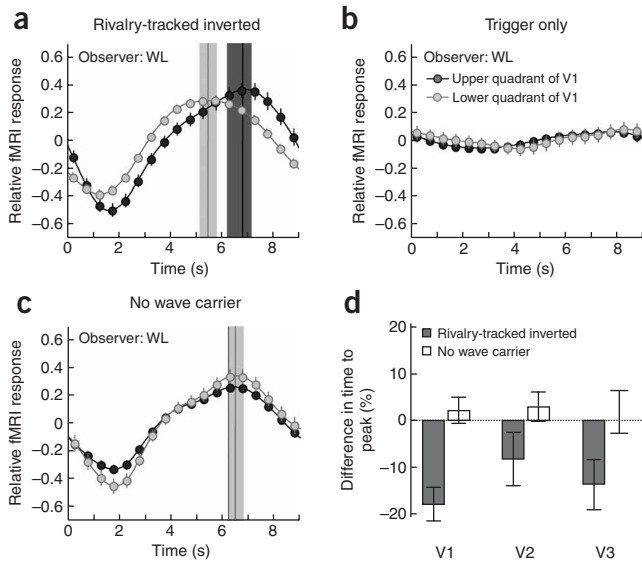 a
Rivalry-tracked inverted
Observer: WL
Relative fMRI response
0.6
0.4
0.2
0
–0.2
–0.4
–0.6
0 2 4 6 8
Time (s)
b
Trigger only
Observer: WL
Upper quadrant of V1
Lower quadrant of V1
Relative fMRI response
0.6
0.4
0.2
0
–0.2
–0.4
–0.6
0 2 4 6 8
Time (s)
c
No wave carrier
Observer: WL
Relative fMRI response
0.6
0.4
0.2
0
–0.2
–0.4
–0.6
0 2 4 6 8
Time (s)
d
Rivalry-tracked inverted
No wave carrier
Difference in time to
peak (%)
20
10
0
–10
–20
V1 V2 V3